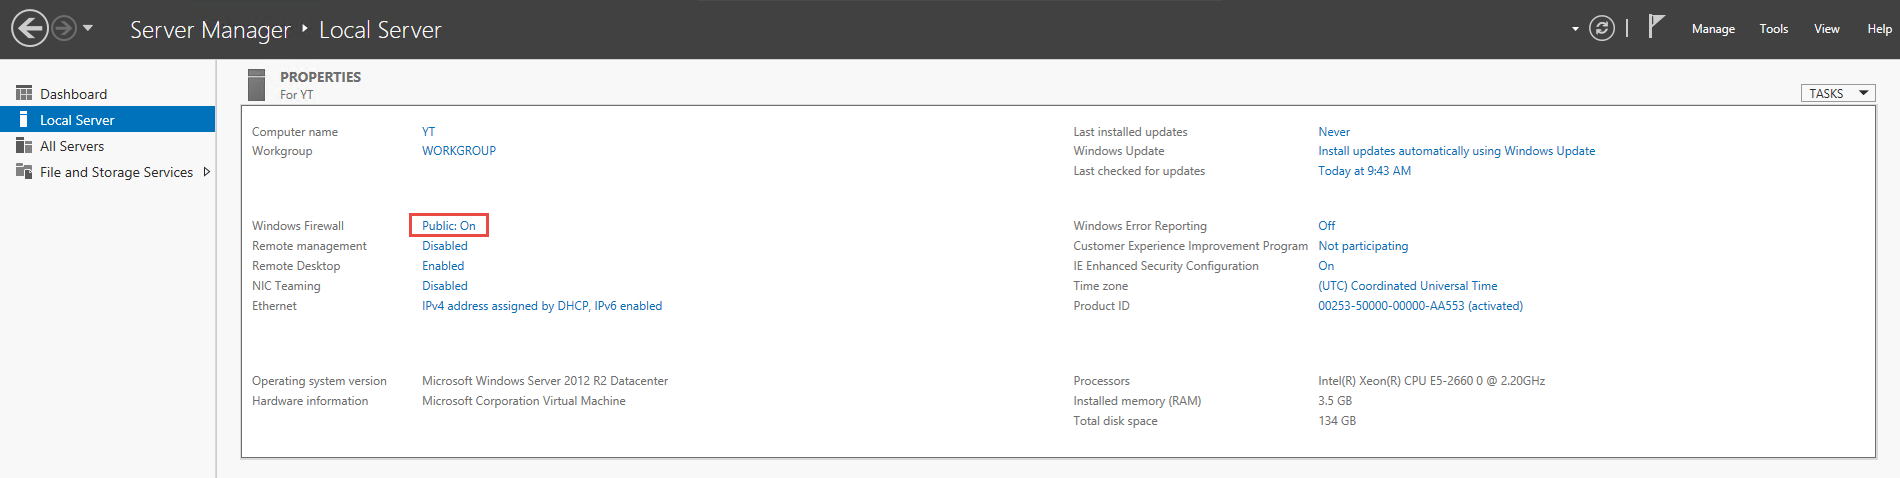 Server Manager ‣ Local Server
Manage Tools View Help
Dashboard
Local Server
All Servers
File and Storage Services
PROPERTIES
For YT
TASKS
Computer name YT
Workgroup WORKGROUP
Last installed updates Never
Windows Update Install updates automatically using Windows Update
Last checked for updates Today at 9:43 AM
Windows Firewall Public: On
Remote management Disabled
Remote Desktop Enabled
NIC Teaming Disabled
Ethernet IPv4 address assigned by DHCP, IPv6 enabled
Windows Error Reporting Off
Customer Experience Improvement Program Not participating
IE Enhanced Security Configuration On
Time zone (UTC) Coordinated Universal Time
Product ID 00253-50000-00000-AA553 (activated)
Operating system version Microsoft Windows Server 2012 R2 Datacenter
Hardware information Microsoft Corporation Virtual Machine
Processors Intel(R) Xeon(R) CPU E5-2660 0 @ 2.20GHz
Installed memory (RAM) 3.5 GB
Total disk space 134 GB